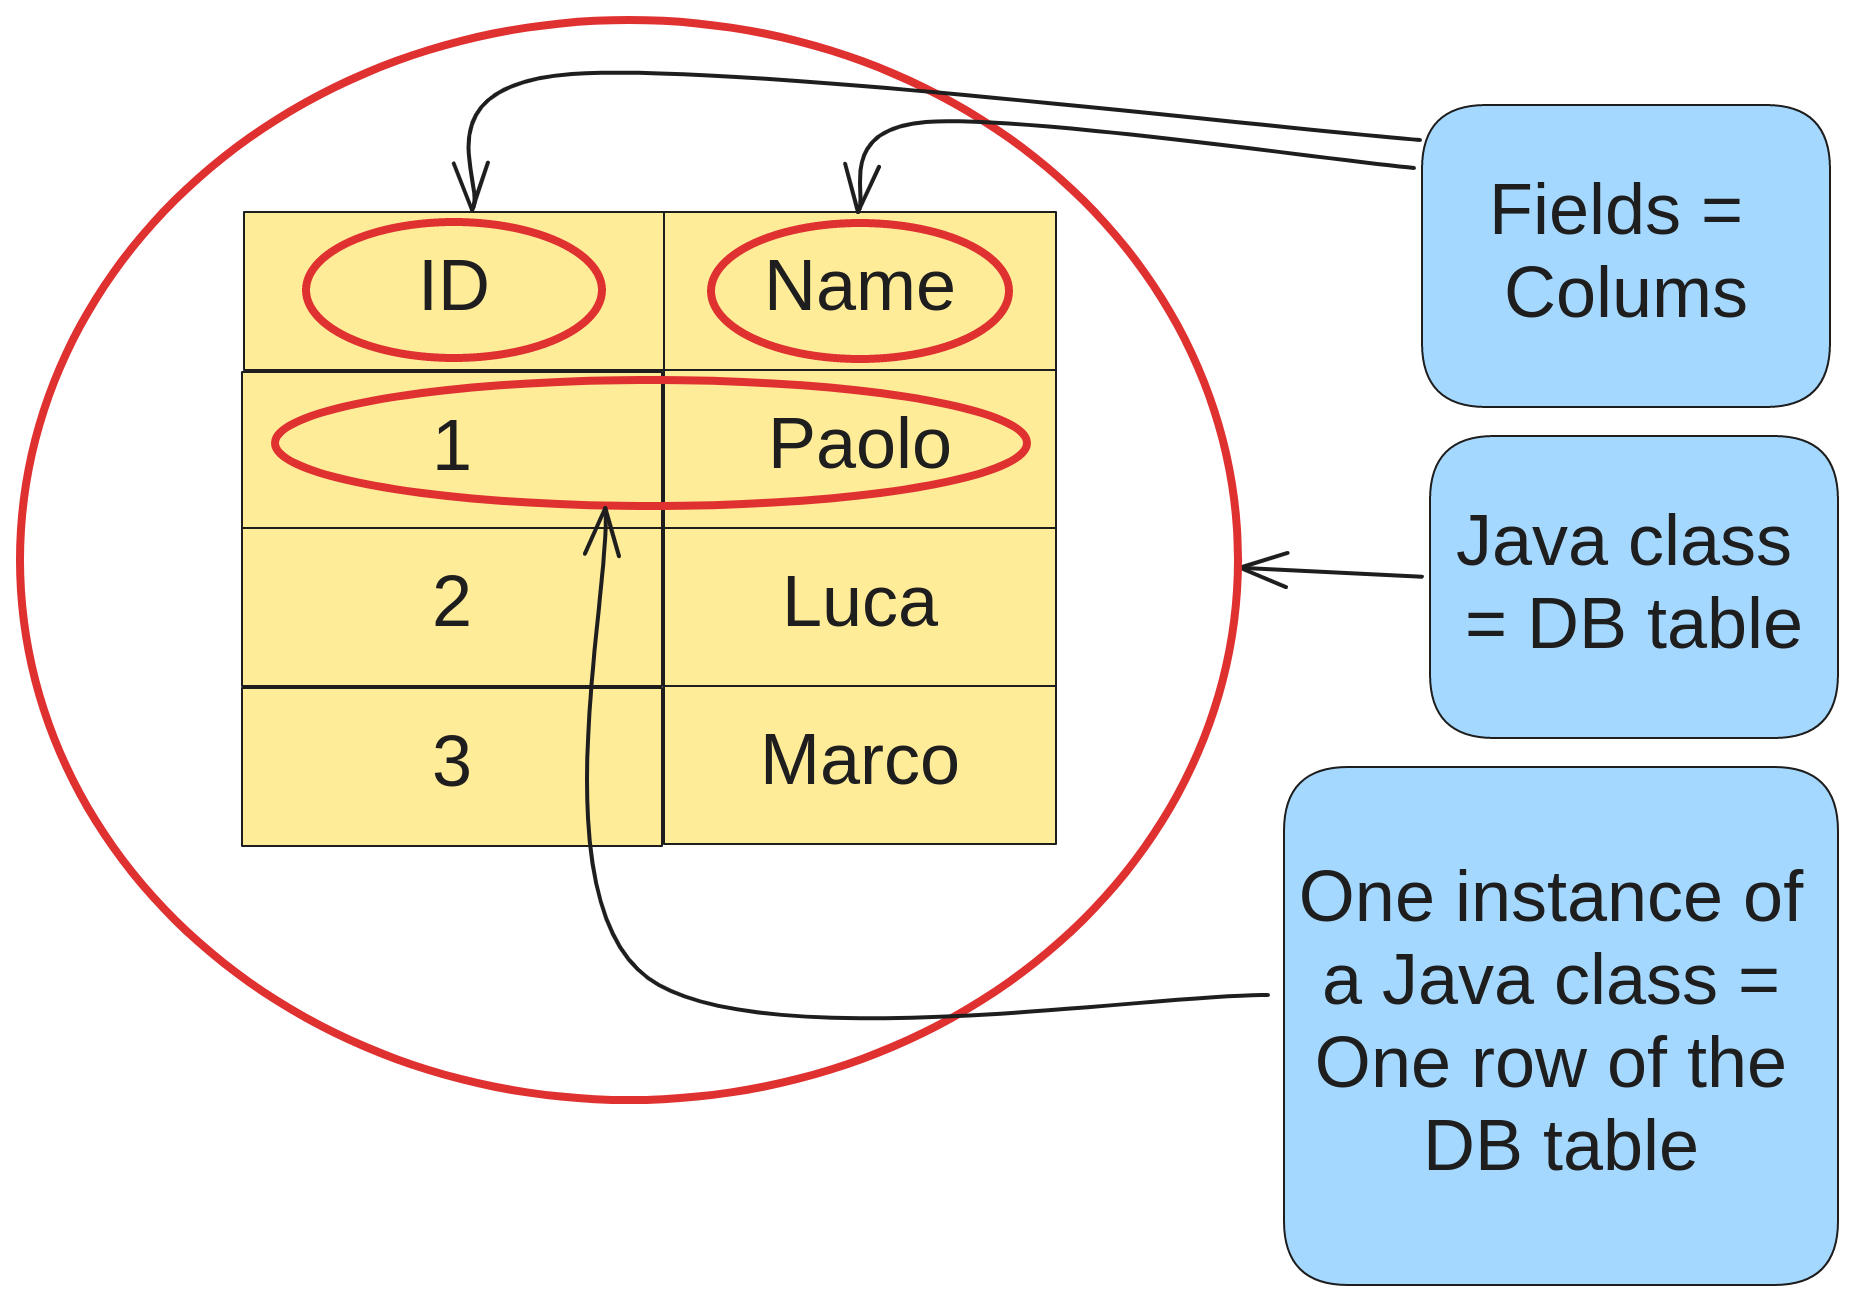 ID Name
1 Paolo
2 Luca
3 Marco
Fields =
Colums
Java class
= DB table
One instance of
a Java class =
One row of the
DB table